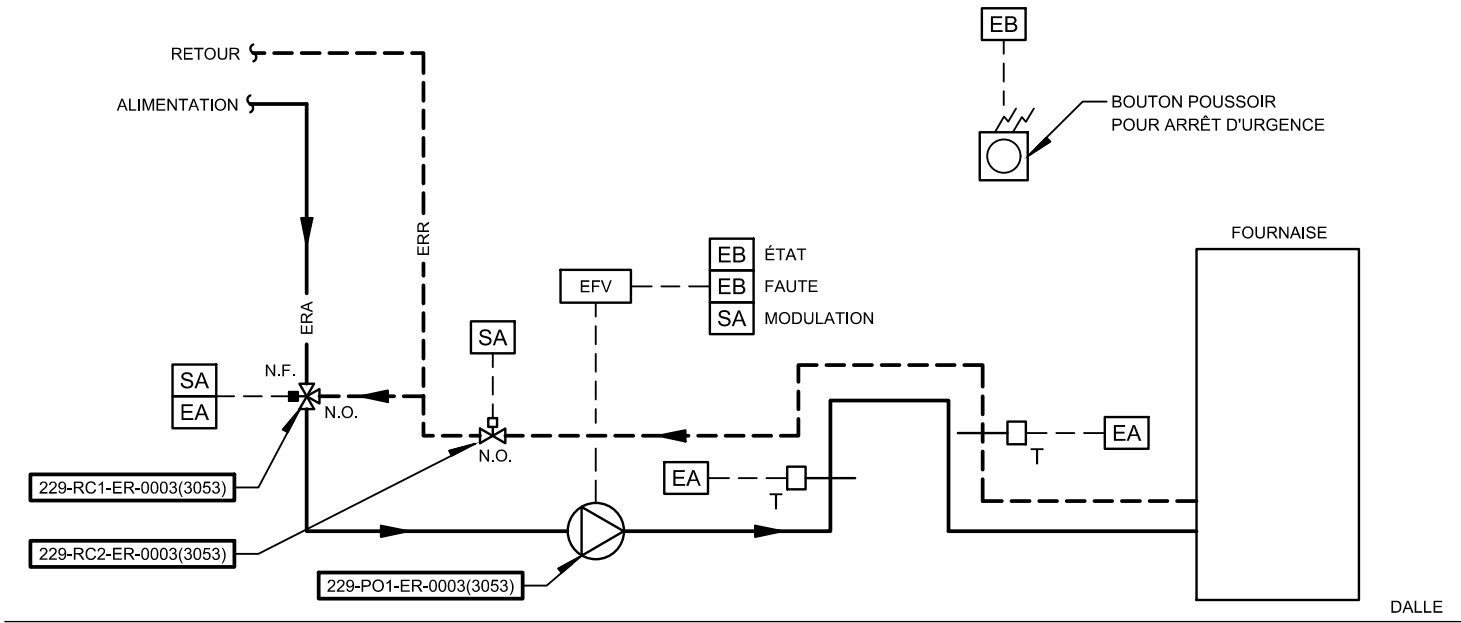 EB
RETOUR
ALIMENTATION
BOUTON POUSSOIR
POUR ARRÊT D'URGENCE
ERR
FOURNAISE
EB ÉTAT
EFV
EB FAUTE
SA MODULATION
ERA
SA
N.F.
SA
EA
N.O.
N.O.
EA
T
EA
T
229-RC1-ER-0003(3053)
229-RC2-ER-0003(3053)
229-PO1-ER-0003(3053)
DALLE